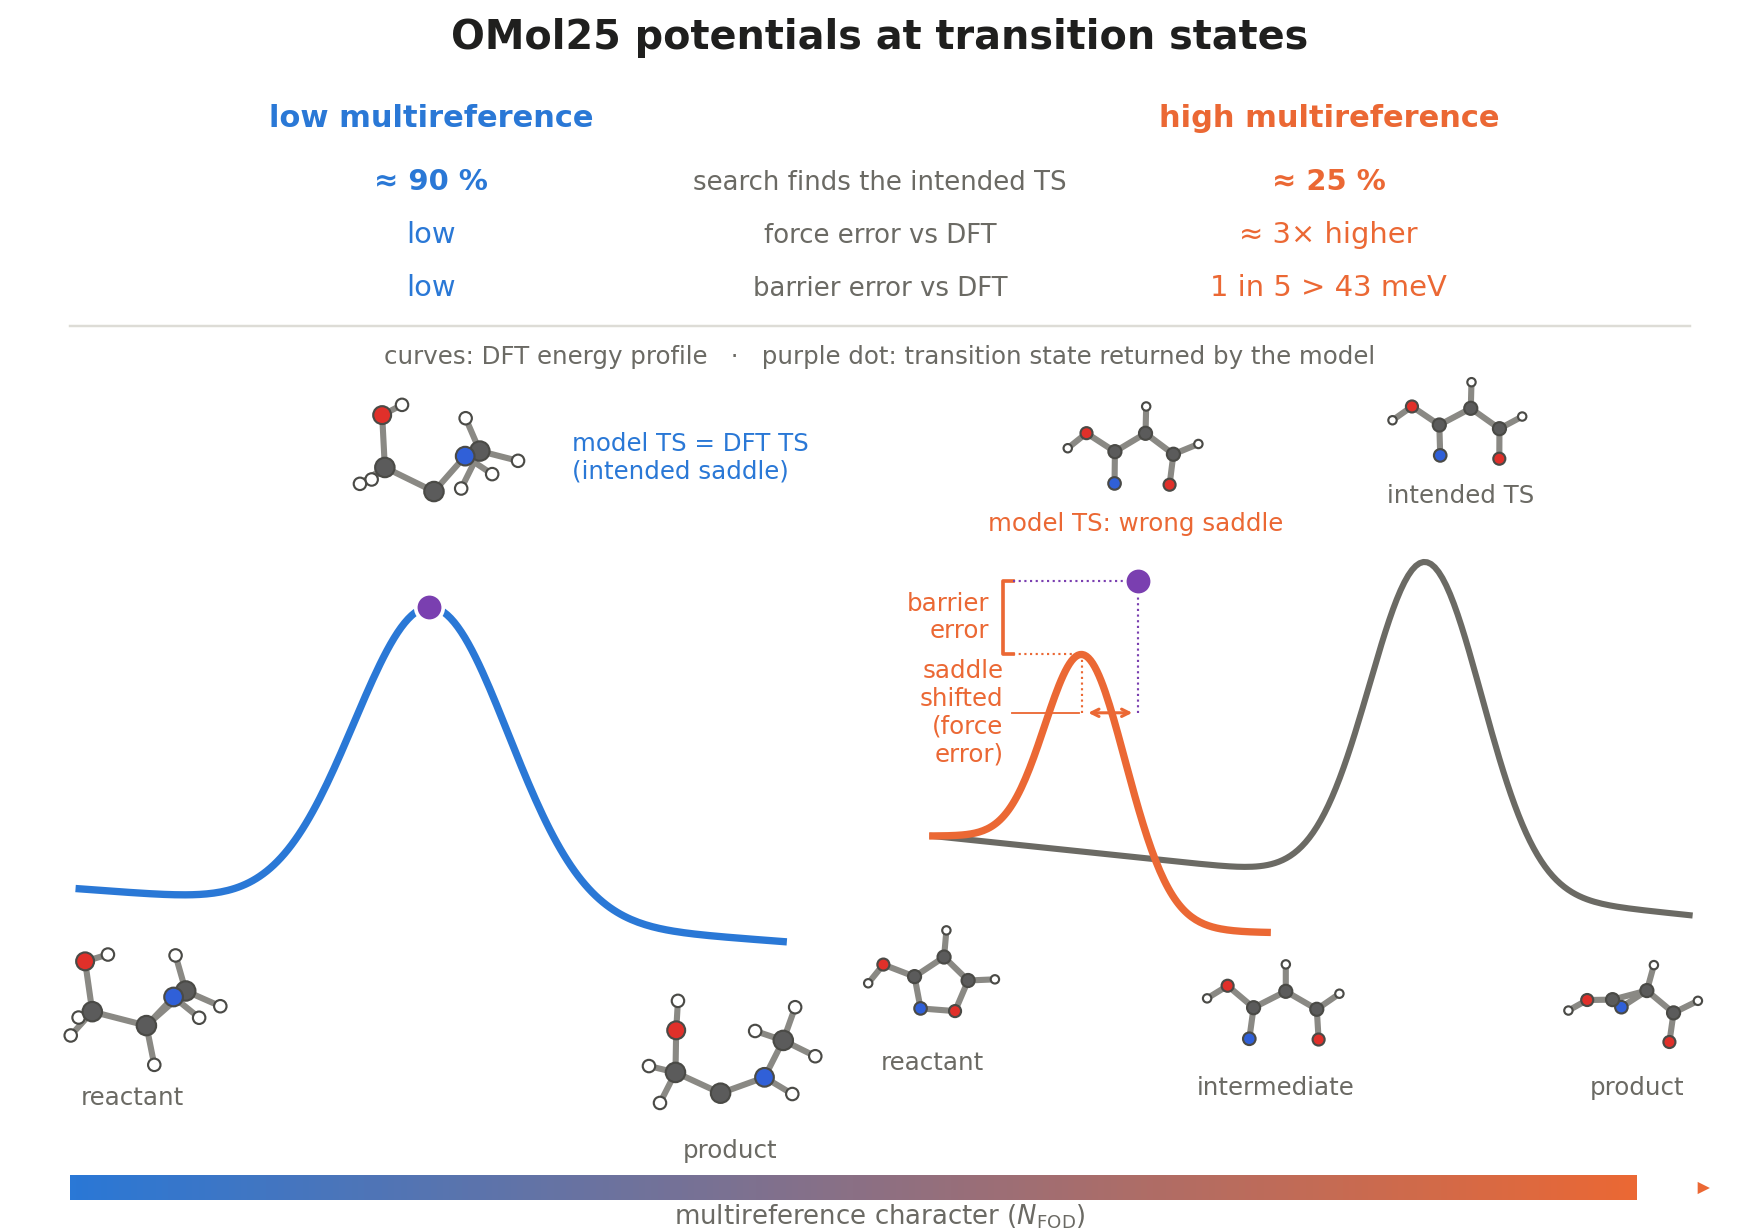 OMol25 potentials at transition states
low multireference
high multireference
≈ 90 %
search finds the intended TS
≈ 25 %
low
force error vs DFT
≈ 3× higher
low
barrier error vs DFT
1 in 5 > 43 meV
curves: DFT energy profile · purple dot: transition state returned by the model
model TS = DFT TS
(intended saddle)
model TS: wrong saddle
intended TS
barrier
error
saddle
shifted
(force
error)
reactant
product
reactant
intermediate
product
multireference character (N_FOD)